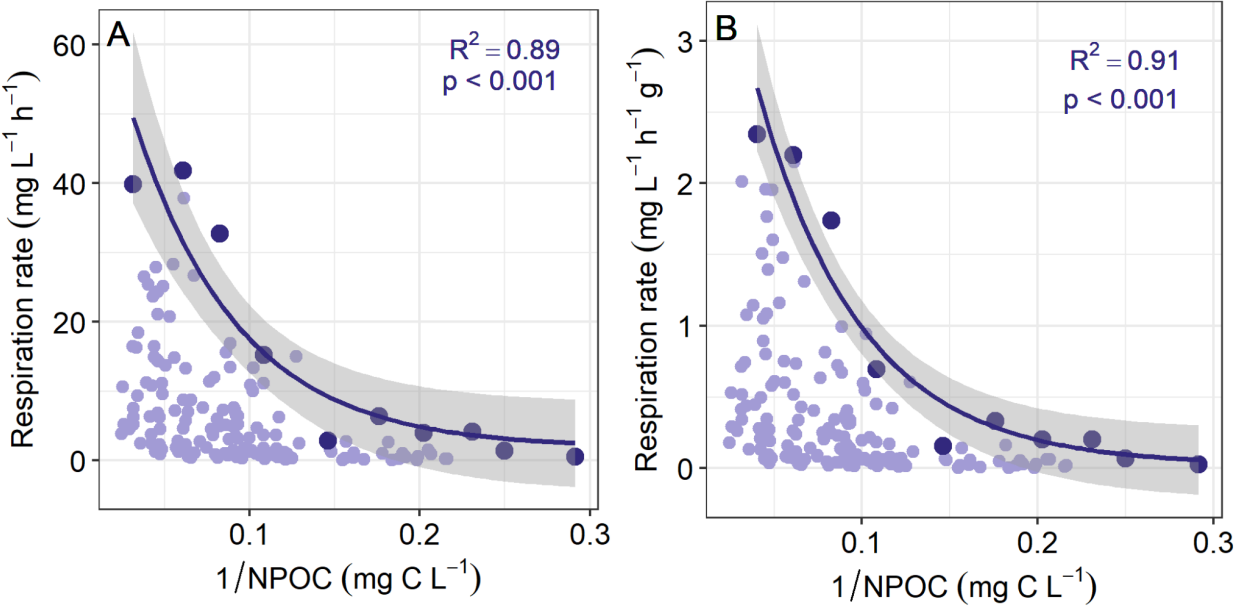 A
R² = 0.89
p < 0.001
Respiration rate (mg L⁻¹ h⁻¹)
60
40
20
0
0.1
0.2
0.3
1/NPOC (mg C L⁻¹)
B
R² = 0.91
p < 0.001
Respiration rate (mg L⁻¹ h⁻¹ g⁻¹)
3
2
1
0
0.1
0.2
0.3
1/NPOC (mg C L⁻¹)